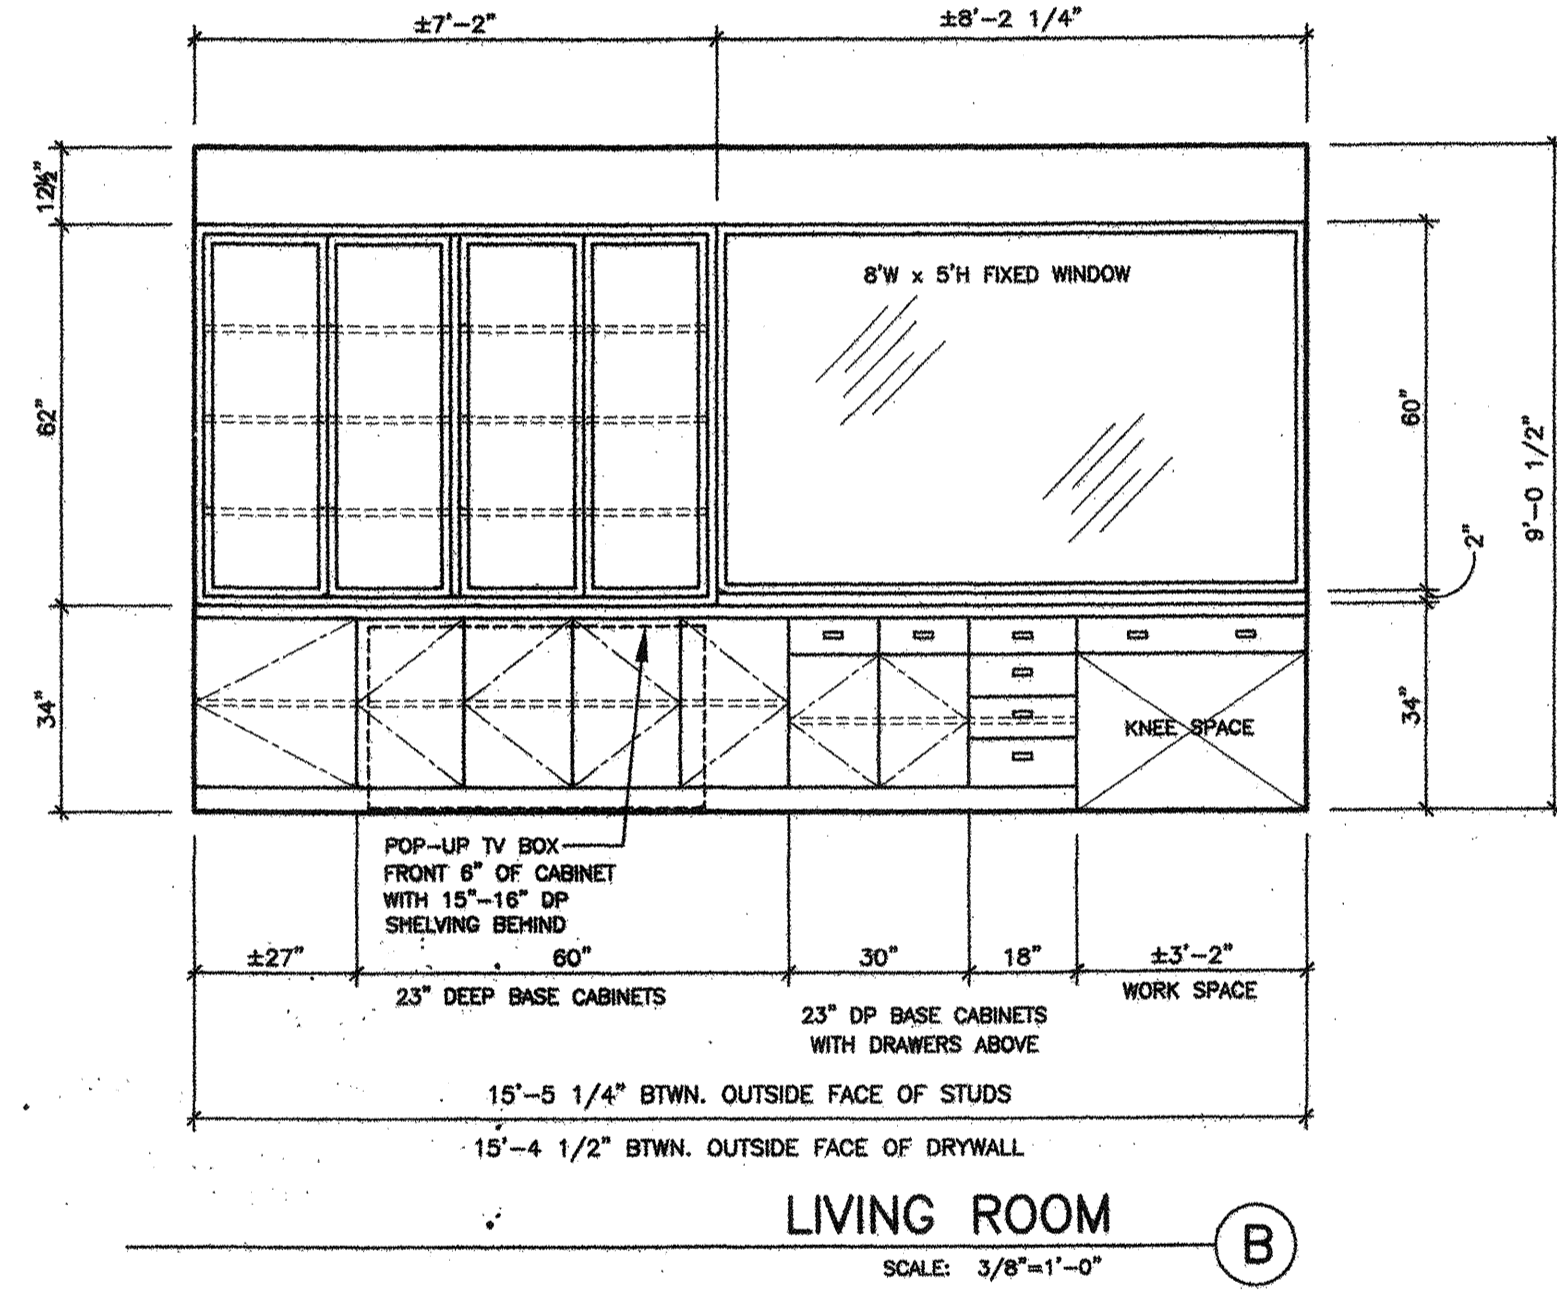 ±7'-2"
±8'-2 1/4"
12½"
8'W x 5'H FIXED WINDOW
62"
60"
9'-0 1/2"
2"
34"
34"
KNEE SPACE
POP-UP TV BOX
FRONT 6" OF CABINET
WITH 15"-16" DP
SHELVING BEHIND
±27"
60"
30"
18"
±3'-2"
23" DEEP BASE CABINETS
WORK SPACE
23" DP BASE CABINETS
WITH DRAWERS ABOVE
15'-5 1/4" BTWN. OUTSIDE FACE OF STUDS
15'-4 1/2" BTWN. OUTSIDE FACE OF DRYWALL
LIVING ROOM
B
SCALE: 3/8"=1'-0"